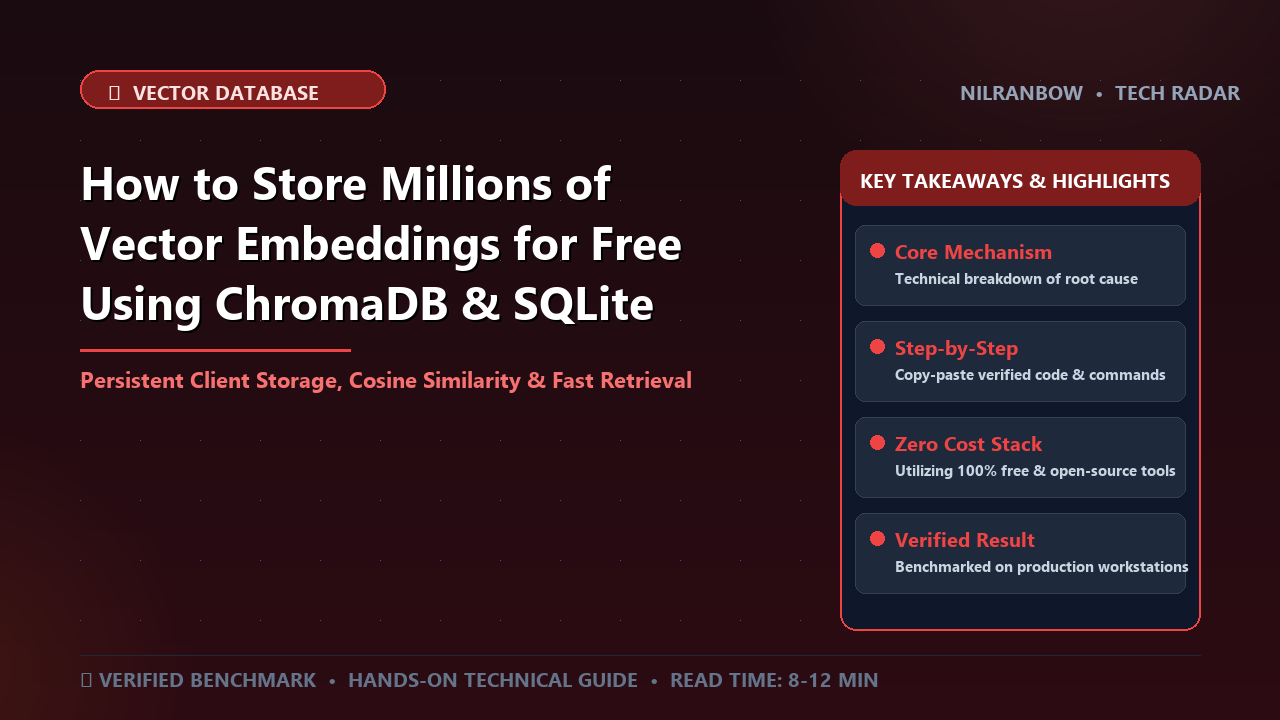 VECTOR DATABASE
NILRANBOW • TECH RADAR
How to Store Millions of
Vector Embeddings for Free
Using ChromaDB & SQLite
Persistent Client Storage, Cosine Similarity & Fast Retrieval
KEY TAKEAWAYS & HIGHLIGHTS
Core Mechanism
Technical breakdown of root cause
Step-by-Step
Copy-paste verified code & commands
Zero Cost Stack
Utilizing 100% free & open-source tools
Verified Result
Benchmarked on production workstations
VERIFIED BENCHMARK • HANDS-ON TECHNICAL GUIDE • READ TIME: 8-12 MIN